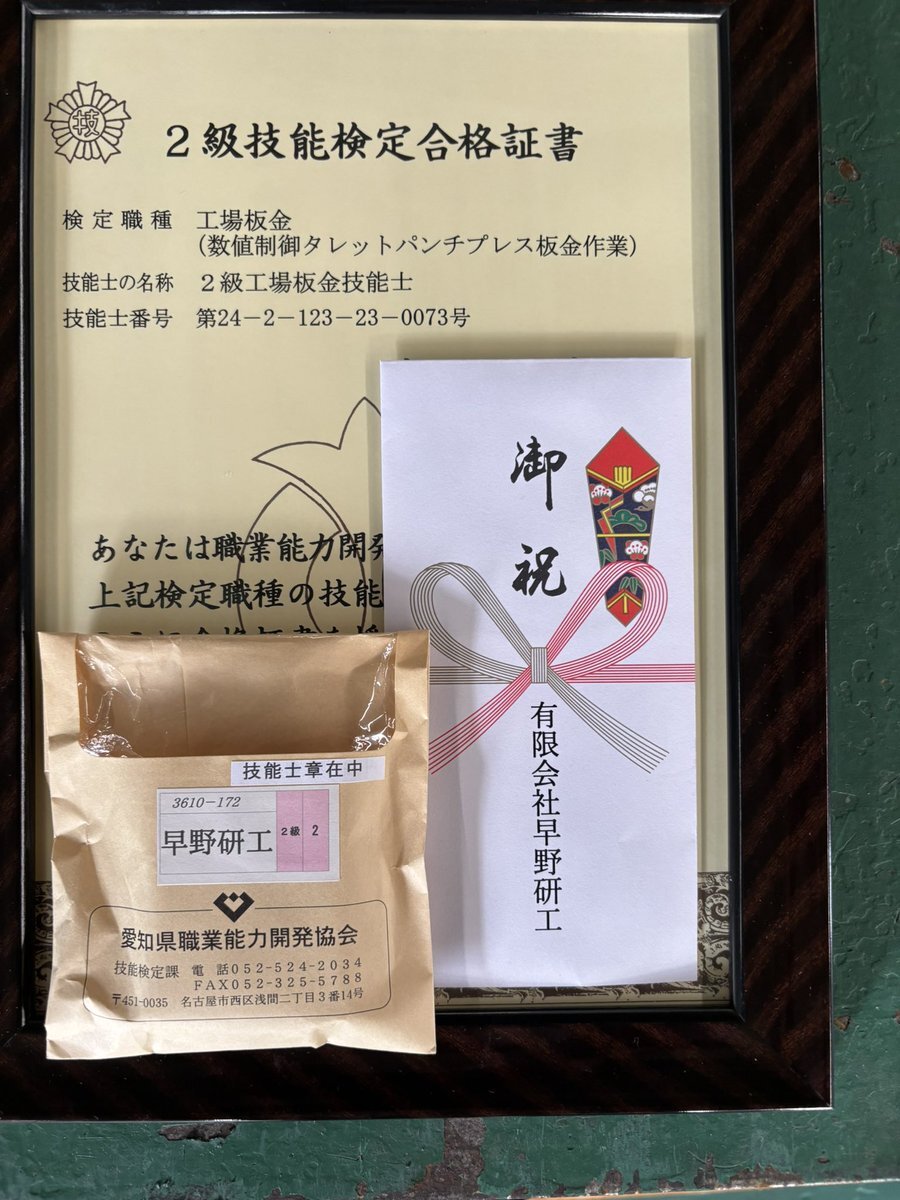 技
２級技能検定合格証書
検定職種 工場板金
(数値制御タレットパンチプレス板金作業)
技能士の名称 ２級工場板金技能士
技能士番号 第24－2－123－23－0073号
あなたは職業能力開発
上記検定職種の技能
御祝
有限会社早野研工
技能士章在中
3610-172
早野研工 2級 2
愛知県職業能力開発協会
技能検定課 電話052-524-2034
FAX052-325-5788
〒451-0035 名古屋市西区浅間二丁目3番14号